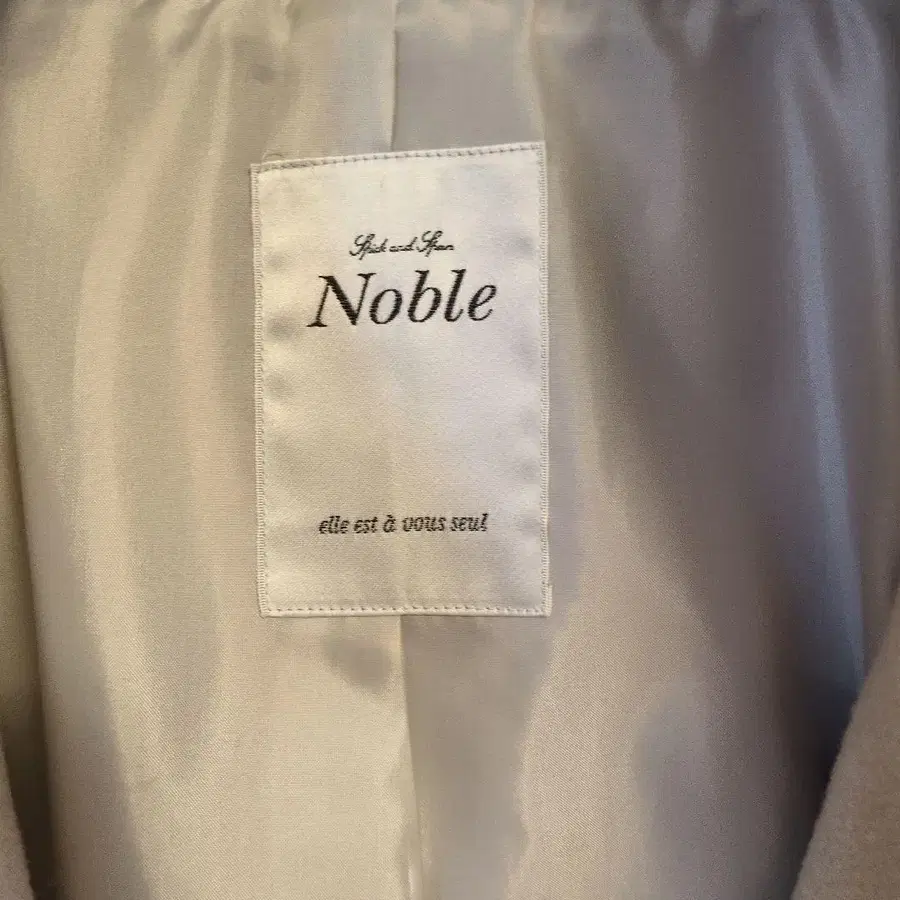 Spick and Span
Noble
elle est à vous seul